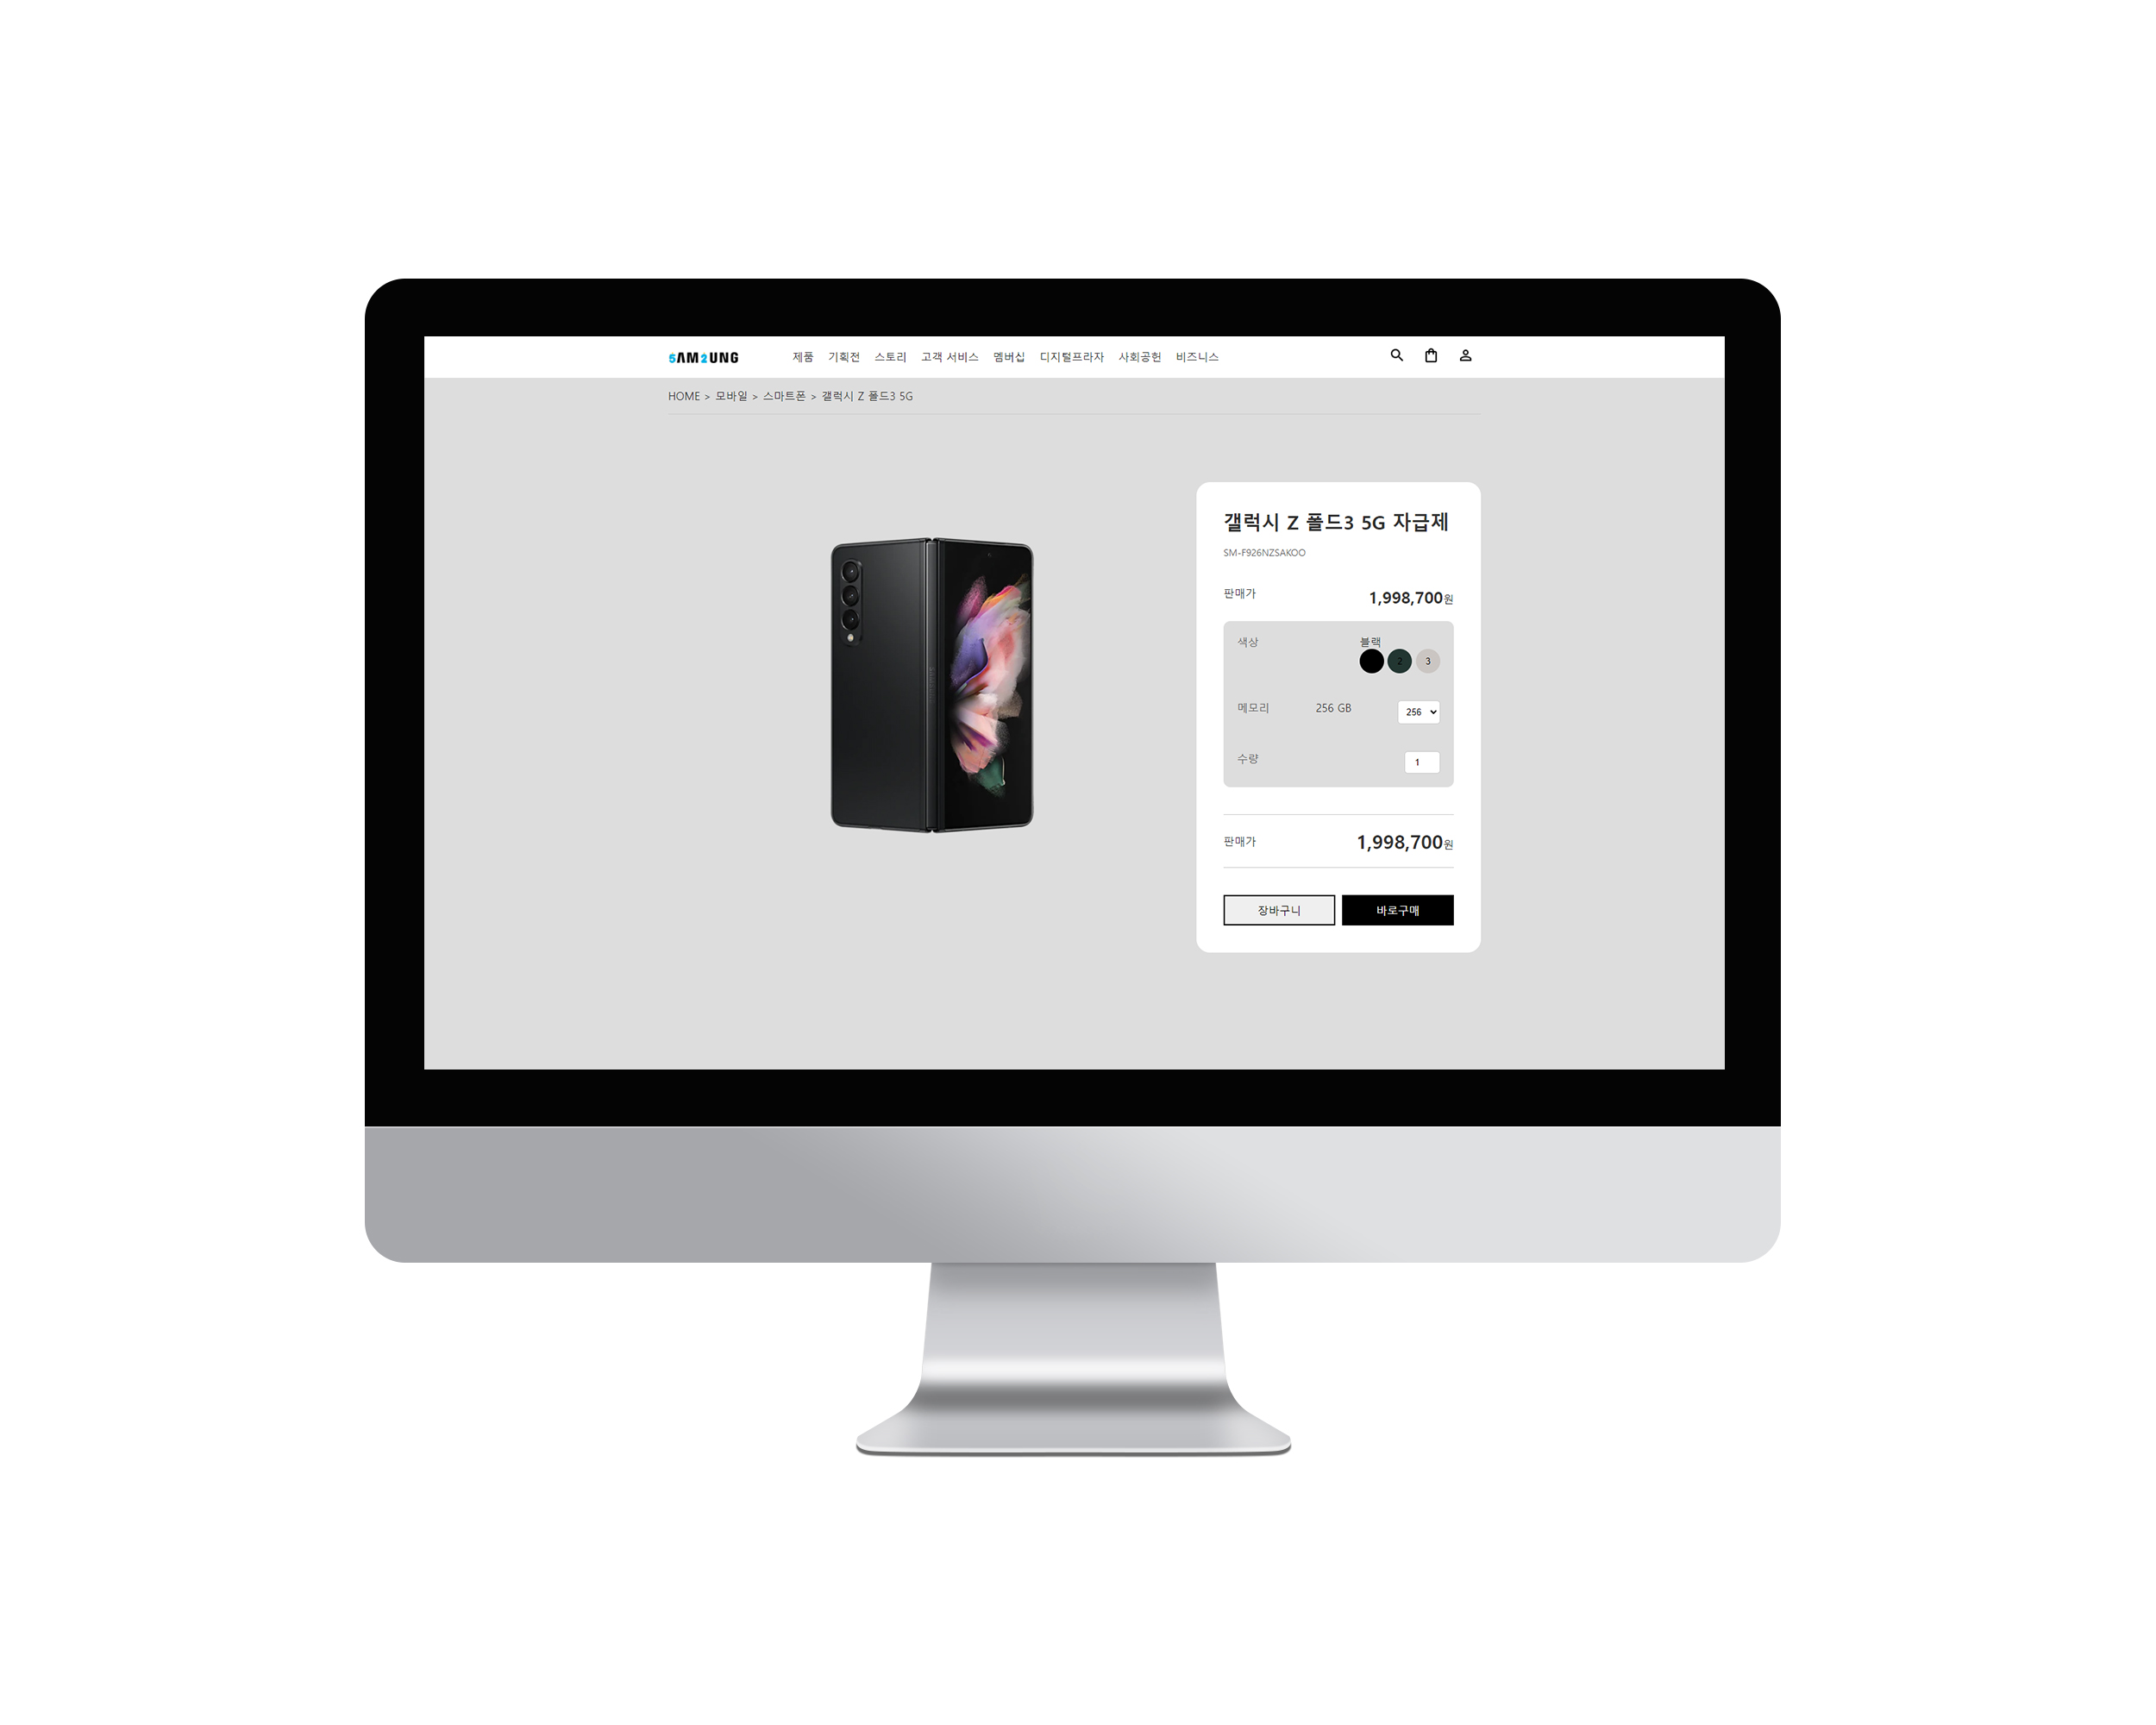 5AM2UNG 제품 기획전 스토리 고객 서비스 멤버십 디지털프라자 사회공헌 비즈니스
HOME > 모바일 > 스마트폰 > 갤럭시 Z 폴드3 5G
갤럭시 Z 폴드3 5G 자급제
SM-F926NZSAKOO
판매가 1,998,700원
색상 블랙
2 3
메모리 256 GB 256
수량 1
판매가 1,998,700원
장바구니 바로구매